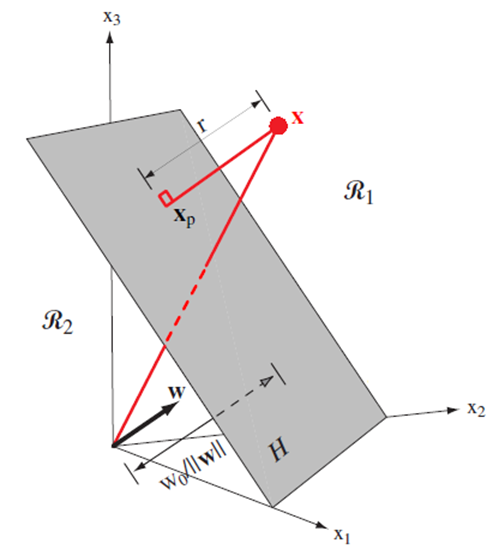 x₃
r
x
ℛ₁
xₚ
ℛ₂
w
x₂
w₀/||w||
H
x₁